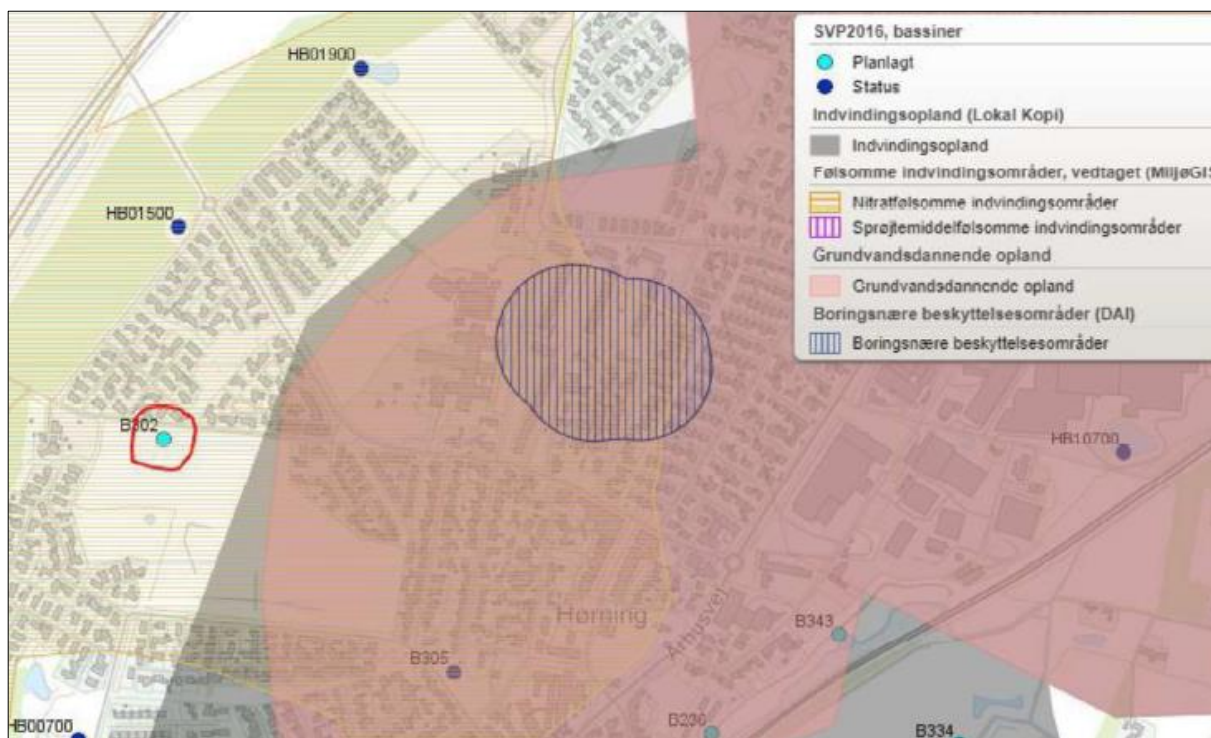 SVP2016, bassiner
Planlagt
Status
Indvindingsopland (Lokal Kopi)
Indvindingsopland
Følsomme indvindingsområder, vedtaget (MiljøGIS
Nitratfølsomme indvindingsområder
Sprøjtemiddelfølsomme indvindingsområder
Grundvandsdannende opland
Grundvandsdannende opland
Boringsnære beskyttelsesområder (DAI)
Boringsnære beskyttelsesområder
HB01900
HB01500
B302
HB10700
Hørning
Århusvej
B343
B305
B236
HB00700
B334